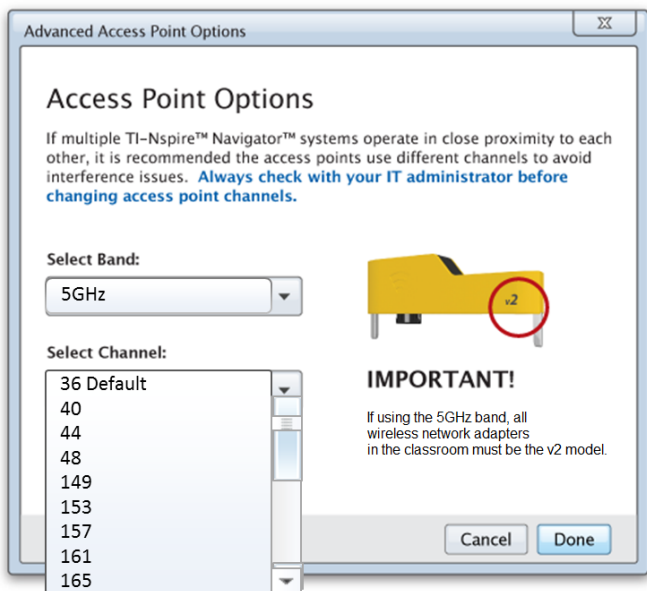 Advanced Access Point Options
Access Point Options
If multiple TI-Nspire™ Navigator™ systems operate in close proximity to each
other, it is recommended the access points use different channels to avoid
interference issues. Always check with your IT administrator before
changing access point channels.
Select Band:
5GHz
v2
Select Channel:
36 Default
40
44
48
149
153
157
161
165
IMPORTANT!
If using the 5GHz band, all
wireless network adapters
in the classroom must be the v2 model.
Cancel
Done